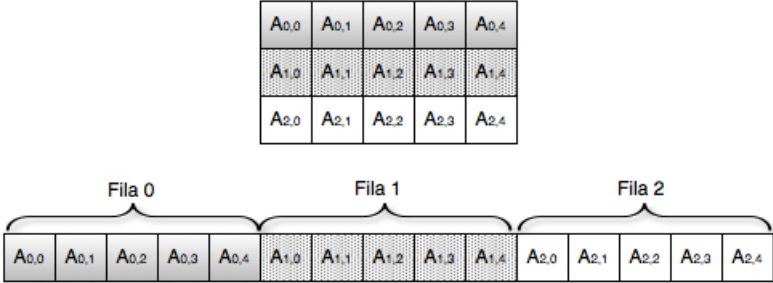 A0,0 A0,1 A0,2 A0,3 A0,4
A1,0 A1,1 A1,2 A1,3 A1,4
A2,0 A2,1 A2,2 A2,3 A2,4
Fila 0 Fila 1 Fila 2
A0,0 A0,1 A0,2 A0,3 A0,4 A1,0 A1,1 A1,2 A1,3 A1,4 A2,0 A2,1 A2,2 A2,3 A2,4